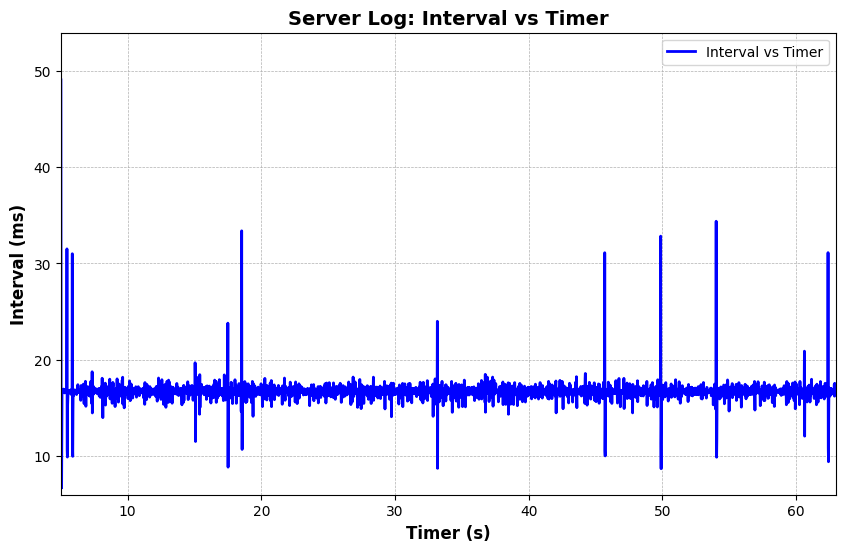 Server Log: Interval vs Timer
Interval vs Timer
Interval (ms)
50
40
30
20
10
10 20 30 40 50 60
Timer (s)